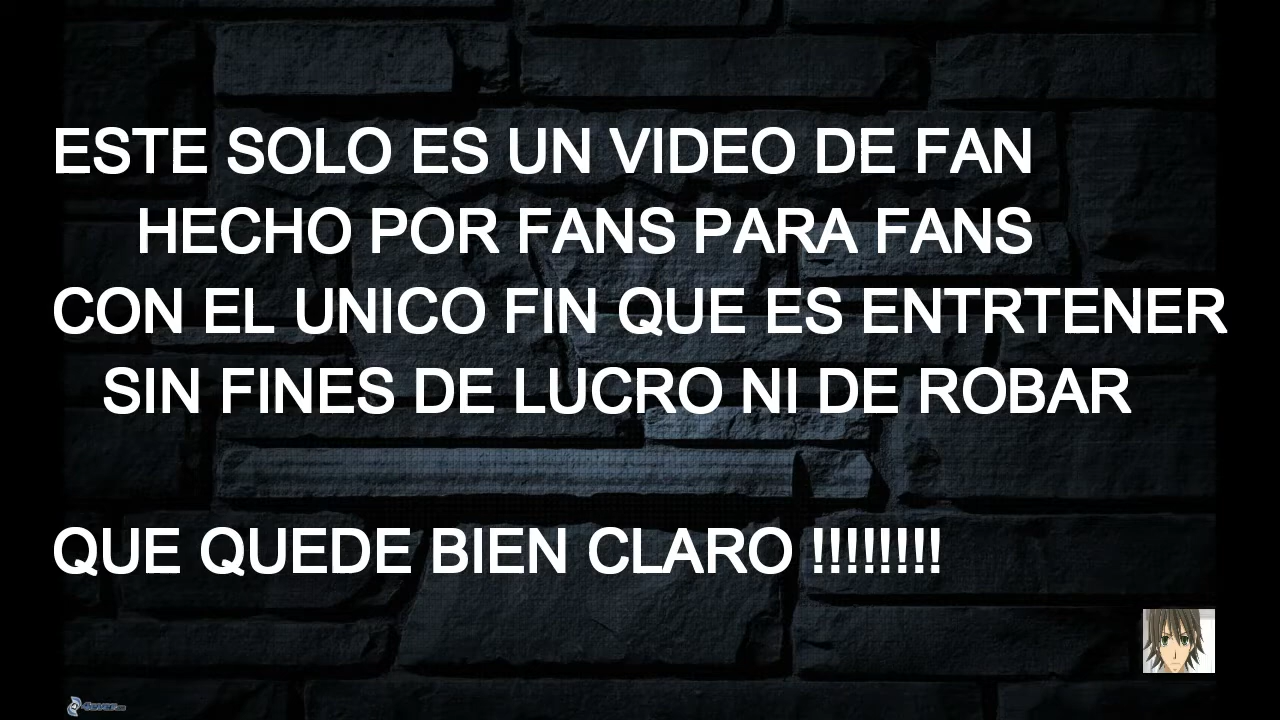 ESTE SOLO ES UN VIDEO DE FAN
HECHO POR FANS PARA FANS
CON EL UNICO FIN QUE ES ENTRTENER
SIN FINES DE LUCRO NI DE ROBAR
QUE QUEDE BIEN CLARO !!!!!!!!